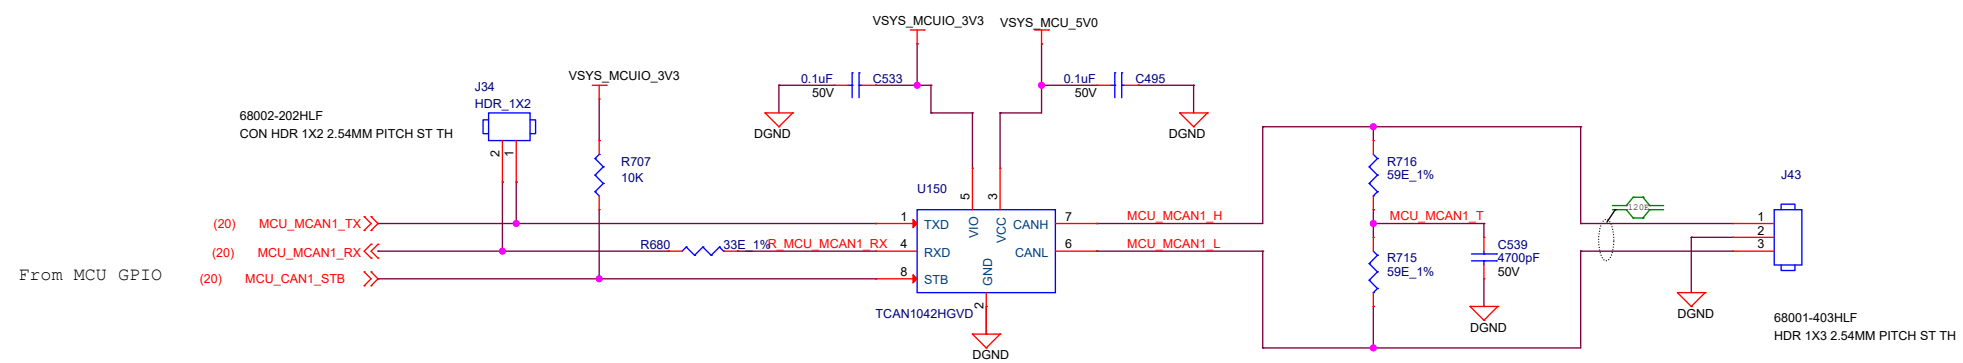 VSYS_MCUIO_3V3
VSYS_MCU_5V0
VSYS_MCUIO_3V3
J34
HDR_1X2
0.1uF
C533
50V
0.1uF
C495
50V
68002-202HLF
CON HDR 1X2 2.54MM PITCH ST TH
DGND
DGND
2
1
R707
10K
R716
59E_1%
J43
U150
5
3
120E
(20)
MCU_MCAN1_TX
1
TXD
VIO
VCC
CANH
7
MCU_MCAN1_H
MCU_MCAN1_T
1
2
3
(20)
MCU_MCAN1_RX
R680
33E_1%
R_MCU_MCAN1_RX
4
RXD
CANL
6
MCU_MCAN1_L
C539
4700pF
50V
R715
59E_1%
From MCU GPIO
(20)
MCU_CAN1_STB
8
STB
GND
2
TCAN1042HGVD
DGND
DGND
DGND
68001-403HLF
HDR 1X3 2.54MM PITCH ST TH